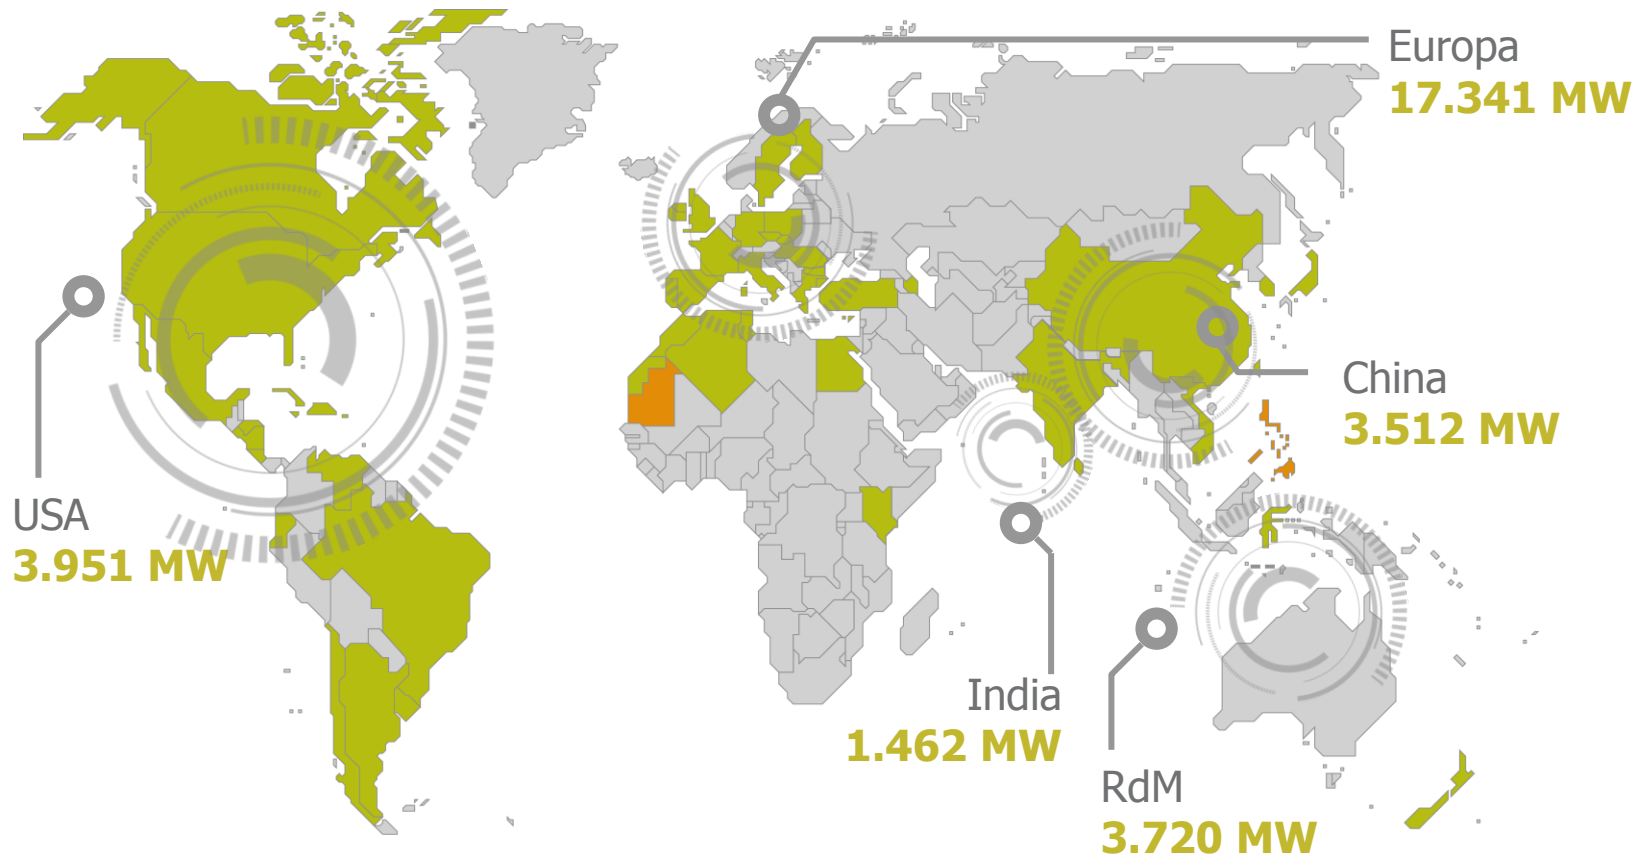 Europa
17.341 MW
China
3.512 MW
USA
3.951 MW
India
1.462 MW
RdM
3.720 MW